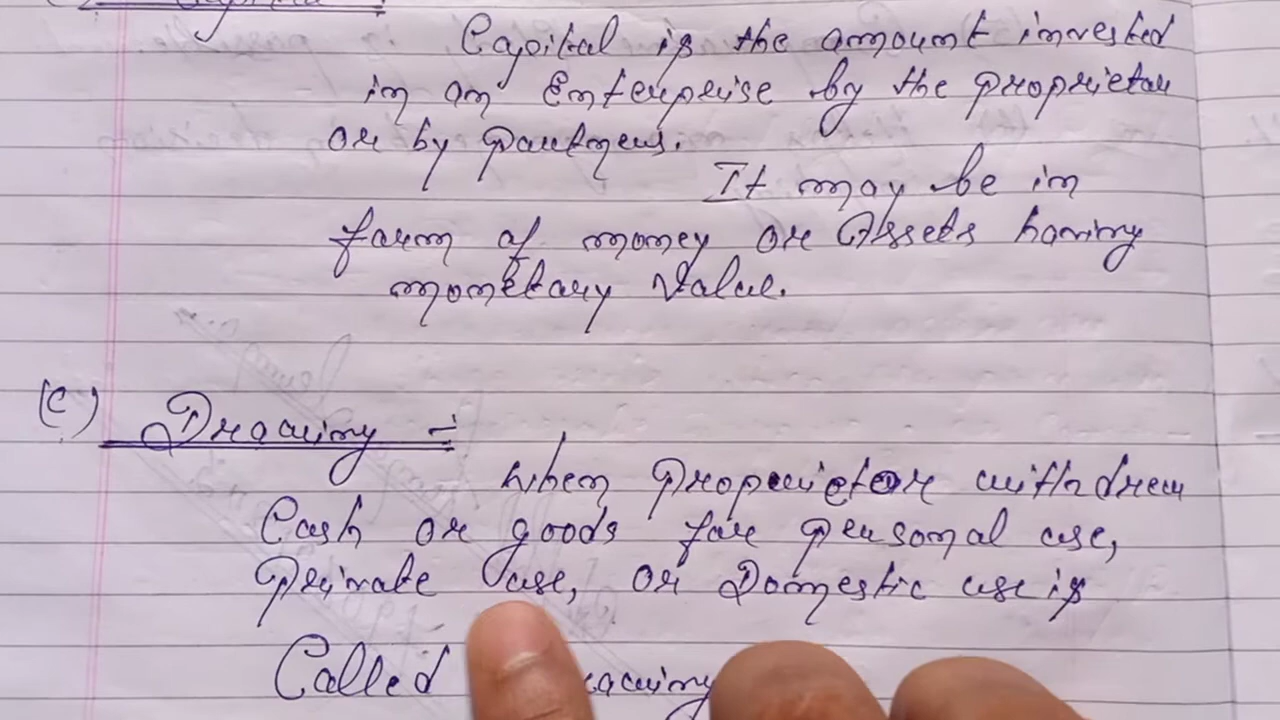 Capital is the amount invested
in an Enterprise by the proprietor
or by partners.
It may be in
form of money or Assets having
monetary value.
(C) Drawing :-
When proprietor withdrew
Cash or goods for personal use,
Private use, or Domestic use is
Called